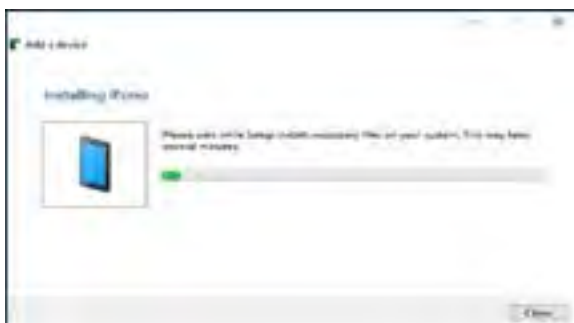 Add a device
Installing iPhone
Please wait while Setup installs necessary files on your system. This may take
several minutes.
Close